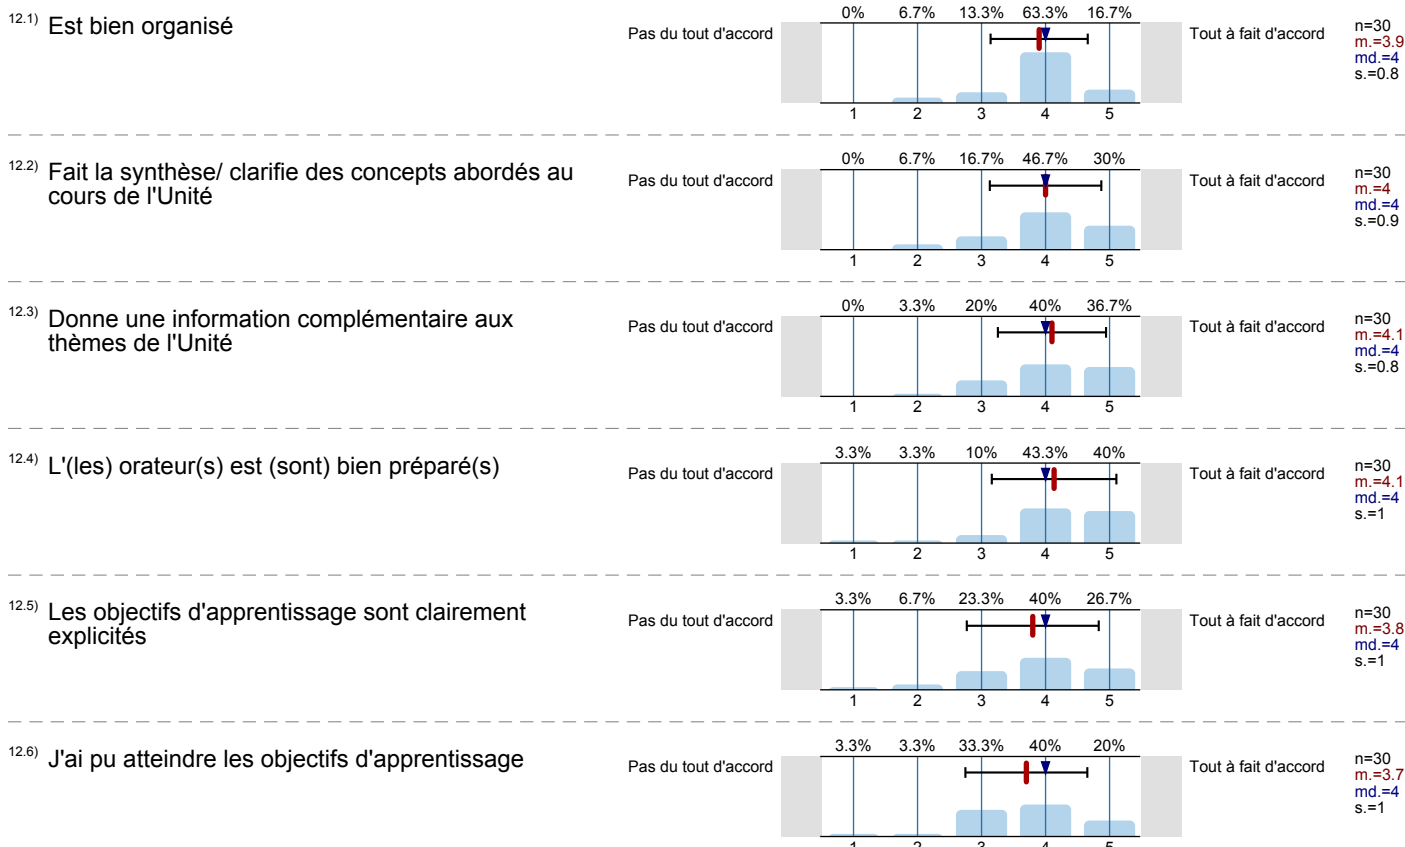 12.1) Est bien organisé
Pas du tout d'accord
0% 6.7% 13.3% 63.3% 16.7%
1 2 3 4 5
Tout à fait d'accord
n=30
m.=3.9
md.=4
s.=0.8
12.2) Fait la synthèse/ clarifie des concepts abordés au
cours de l'Unité
Pas du tout d'accord
0% 6.7% 16.7% 46.7% 30%
1 2 3 4 5
Tout à fait d'accord
n=30
m.=4
md.=4
s.=0.9
12.3) Donne une information complémentaire aux
thèmes de l'Unité
Pas du tout d'accord
0% 3.3% 20% 40% 36.7%
1 2 3 4 5
Tout à fait d'accord
n=30
m.=4.1
md.=4
s.=0.8
12.4) L'(les) orateur(s) est (sont) bien préparé(s)
Pas du tout d'accord
3.3% 3.3% 10% 43.3% 40%
1 2 3 4 5
Tout à fait d'accord
n=30
m.=4.1
md.=4
s.=1
12.5) Les objectifs d'apprentissage sont clairement
explicités
Pas du tout d'accord
3.3% 6.7% 23.3% 40% 26.7%
1 2 3 4 5
Tout à fait d'accord
n=30
m.=3.8
md.=4
s.=1
12.6) J'ai pu atteindre les objectifs d'apprentissage
Pas du tout d'accord
3.3% 3.3% 33.3% 40% 20%
1 2 3 4 5
Tout à fait d'accord
n=30
m.=3.7
md.=4
s.=1